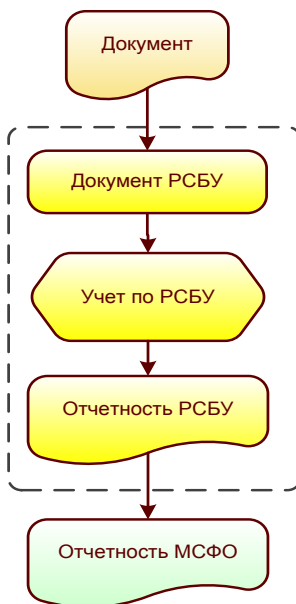 Документ
Документ РСБУ
Учет по РСБУ
Отчетность РСБУ
Отчетность МСФО